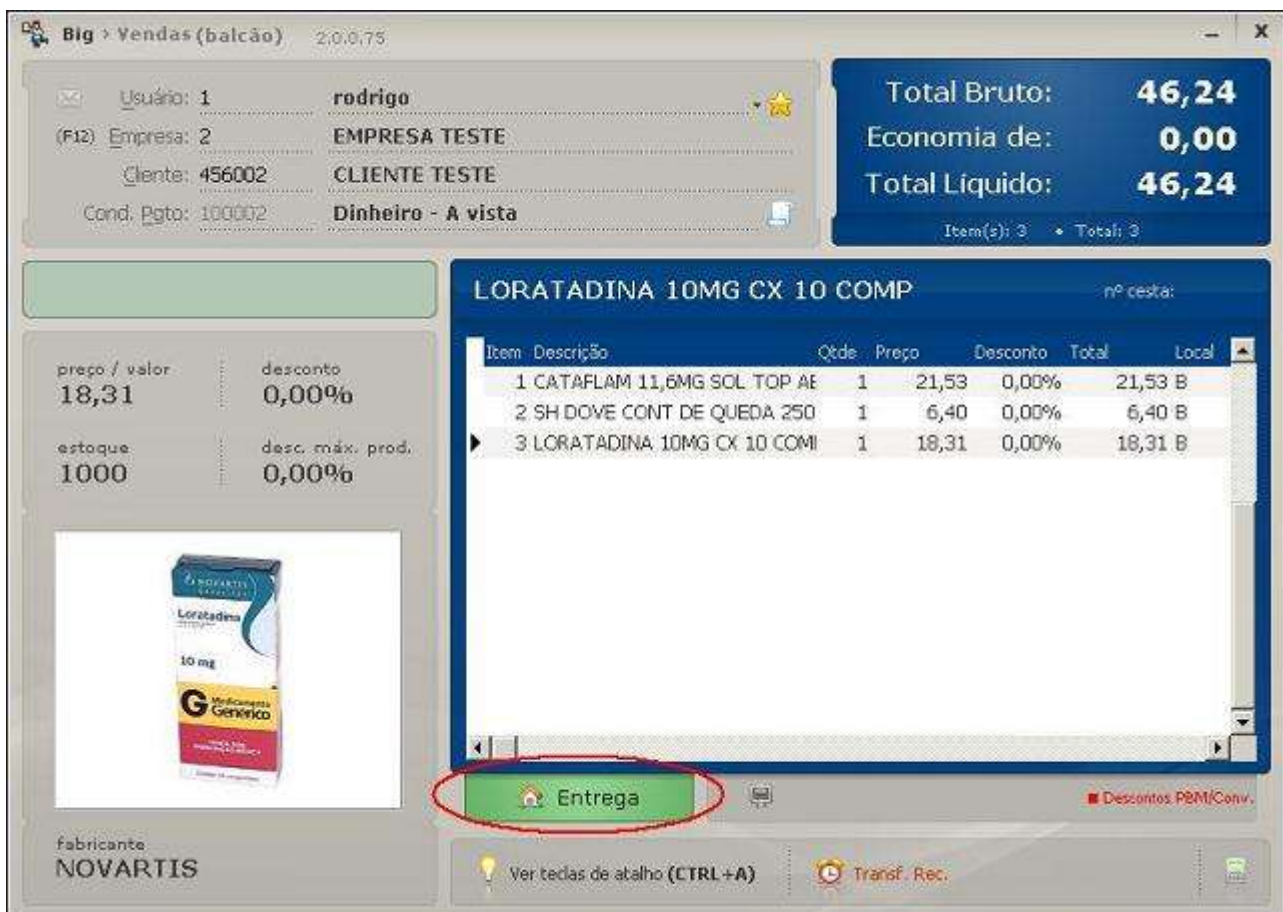 Big › Vendas (balcão) 2.0.0.75
Usuário: 1 rodrigo
(F12) Empresa: 2 EMPRESA TESTE
Cliente: 456002 CLIENTE TESTE
Cond. Pgto: 100002 Dinheiro - A vista
Total Bruto: 46,24
Economia de: 0,00
Total Líquido: 46,24
Item(s): 3 • Total: 3
LORATADINA 10MG CX 10 COMP nº cesta:
Item Descrição Qtde Preço Desconto Total Local
1 CATAFLAM 11,6MG SOL TOP AE 1 21,53 0,00% 21,53 B
2 SH DOVE CONT DE QUEDA 250 1 6,40 0,00% 6,40 B
3 LORATADINA 10MG CX 10 COMI 1 18,31 0,00% 18,31 B
preço / valor desconto
18,31 0,00%
estoque desc. máx. prod.
1000 0,00%
NOVARTIS
Loratadina
10 mg
G Medicamento
Genérico
fabricante
NOVARTIS
Entrega
Descontos PBM/Conv.
Ver teclas de atalho (CTRL+A) Transf. Rec.